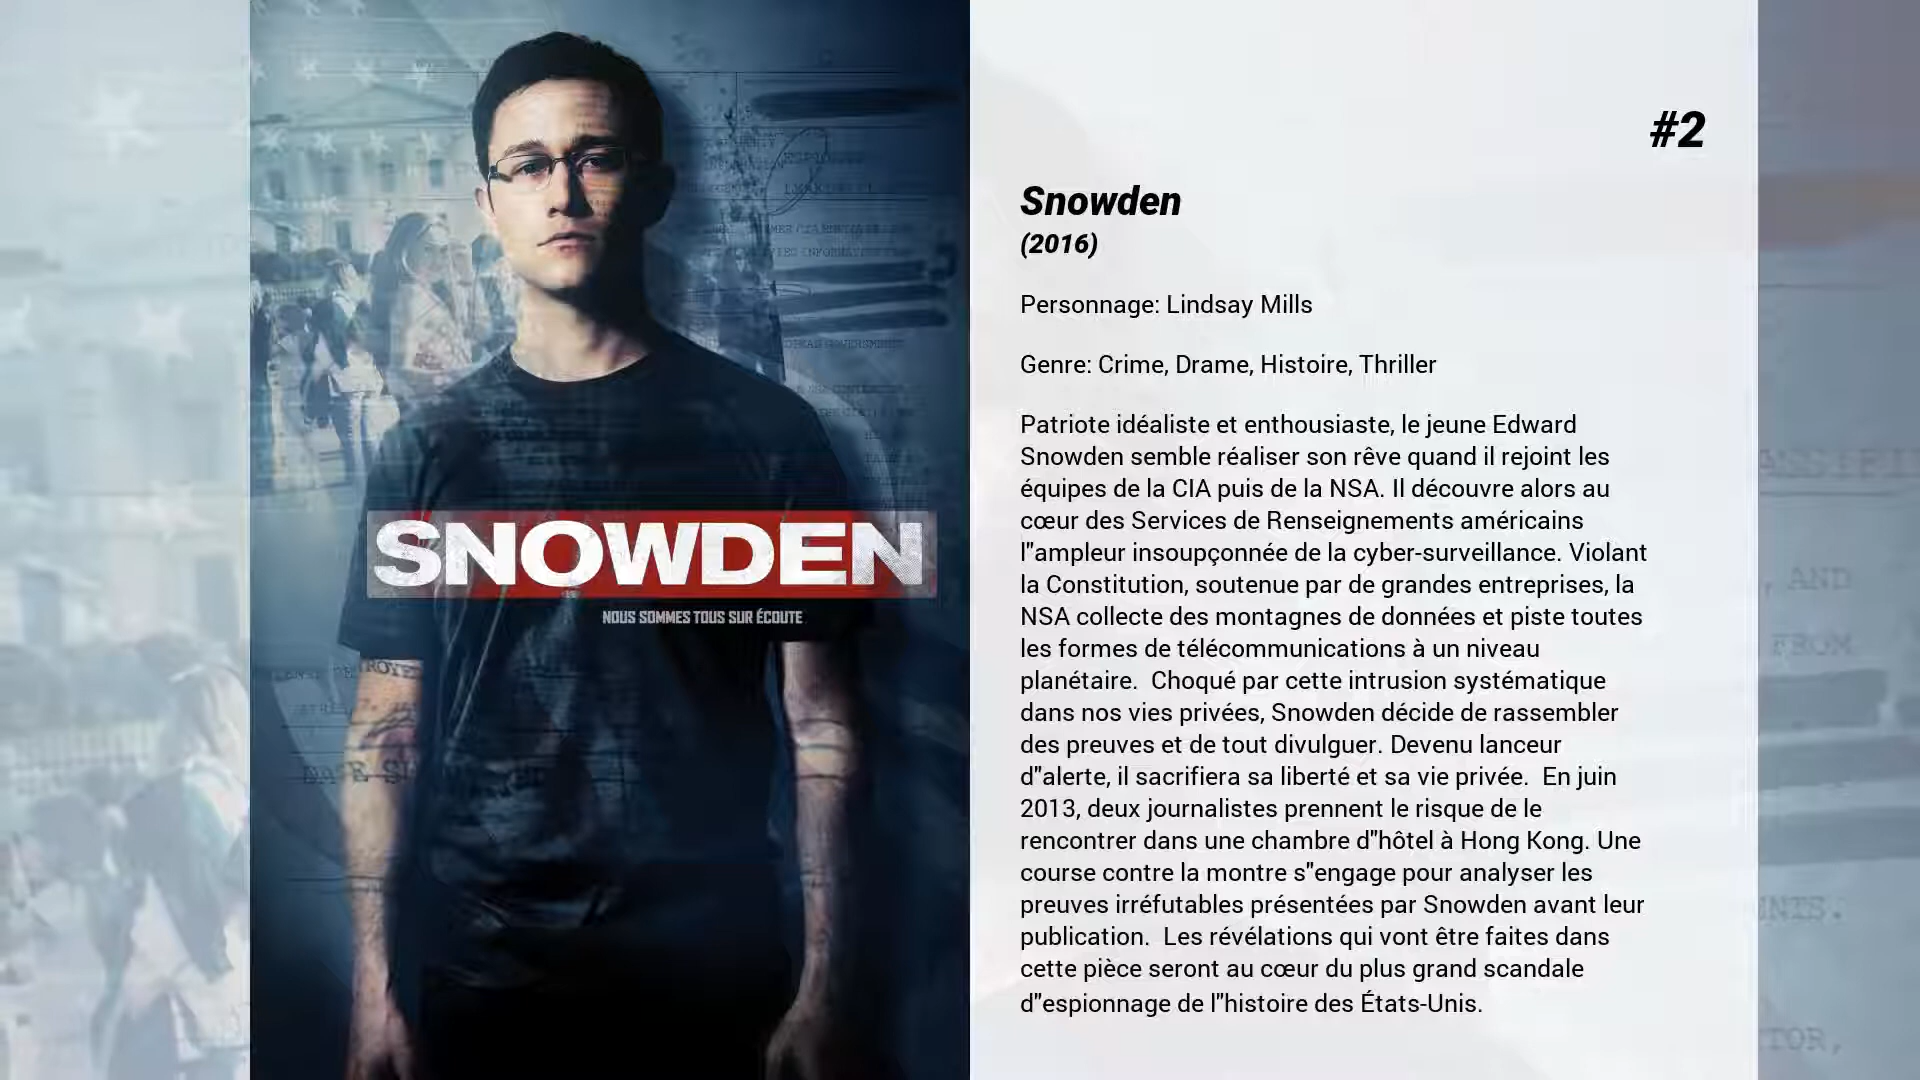 #2
Snowden
(2016)
Personnage: Lindsay Mills
Genre: Crime, Drame, Histoire, Thriller
Patriote idéaliste et enthousiaste, le jeune Edward
Snowden semble réaliser son rêve quand il rejoint les
équipes de la CIA puis de la NSA. Il découvre alors au
cœur des Services de Renseignements américains
l"ampleur insoupçonnée de la cyber-surveillance. Violant
la Constitution, soutenue par de grandes entreprises, la
NSA collecte des montagnes de données et piste toutes
les formes de télécommunications à un niveau
planétaire.  Choqué par cette intrusion systématique
dans nos vies privées, Snowden décide de rassembler
des preuves et de tout divulguer. Devenu lanceur
d"alerte, il sacrifiera sa liberté et sa vie privée.  En juin
2013, deux journalistes prennent le risque de le
rencontrer dans une chambre d"hôtel à Hong Kong. Une
course contre la montre s"engage pour analyser les
preuves irréfutables présentées par Snowden avant leur
publication.  Les révélations qui vont être faites dans
cette pièce seront au cœur du plus grand scandale
d"espionnage de l"histoire des États-Unis.
SNOWDEN
NOUS SOMMES TOUS SUR ÉCOUTE
AND
FROM